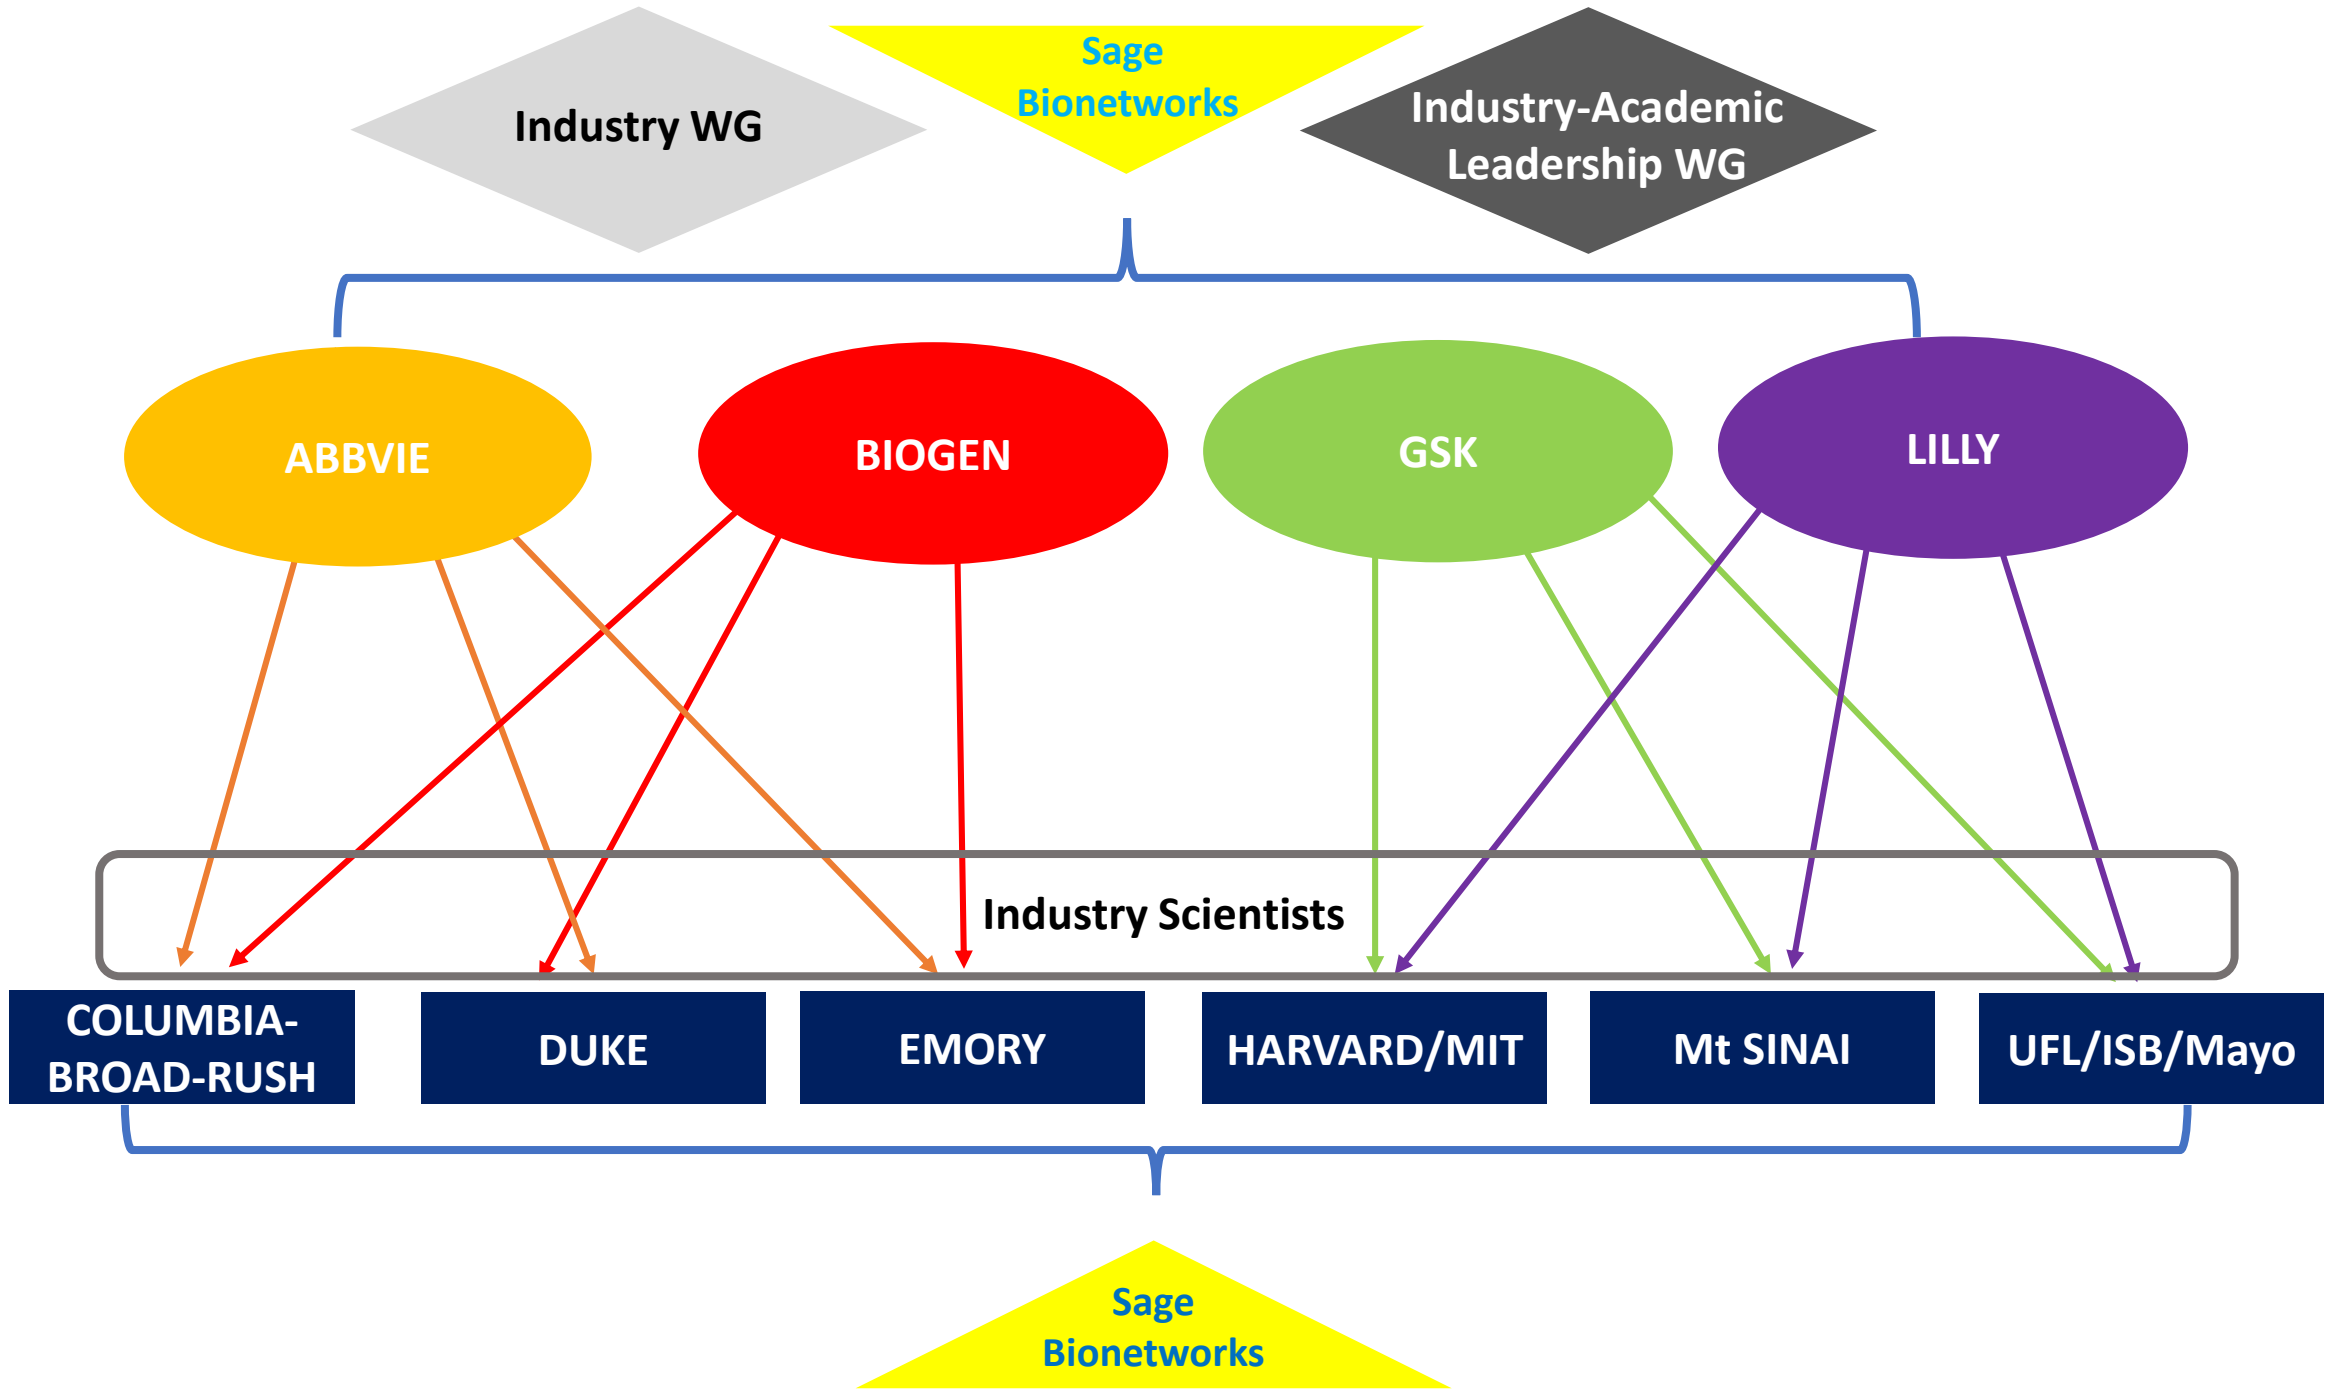 Sage
Bionetworks
Industry WG
Industry-Academic
Leadership WG
ABBVIE
BIOGEN
GSK
LILLY
Industry Scientists
COLUMBIA-
BROAD-RUSH
DUKE
EMORY
HARVARD/MIT
Mt SINAI
UFL/ISB/Mayo
Sage
Bionetworks